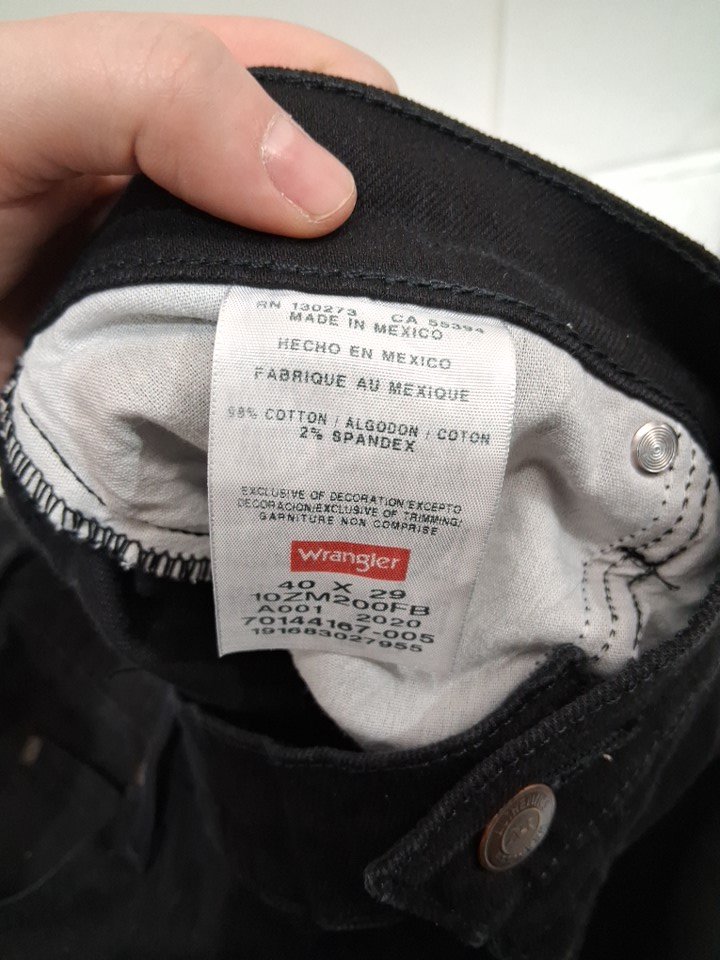 RN 130273 CA 55394
MADE IN MEXICO
HECHO EN MEXICO
FABRIQUE AU MEXIQUE
98% COTTON / ALGODON / COTON
2% SPANDEX
EXCLUSIVE OF DECORATION/EXCEPTO
DECORACION/EXCLUSIVE OF TRIMMING/
GARNITURE NON COMPRISE
Wrangler
40 X 29
10ZM200FB
A001 2020
70144167-005
191683027955